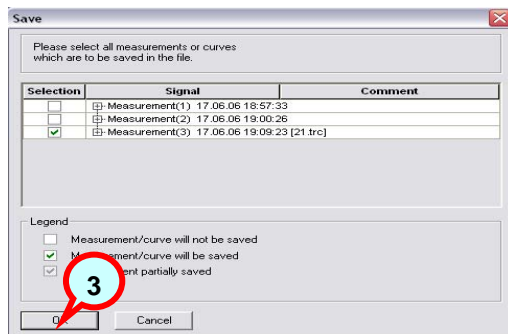 Save
Please select all measurements or curves
which are to be saved in the file.
Selection Signal Comment
Measurement(1) 17.06.06 18:57:33
Measurement(2) 17.06.06 19:00:26
Measurement(3) 17.06.06 19:09:23 [21.trc]
Legend
Measurement/curve will not be saved
ment/curve will be saved
ent partially saved
3
Cancel